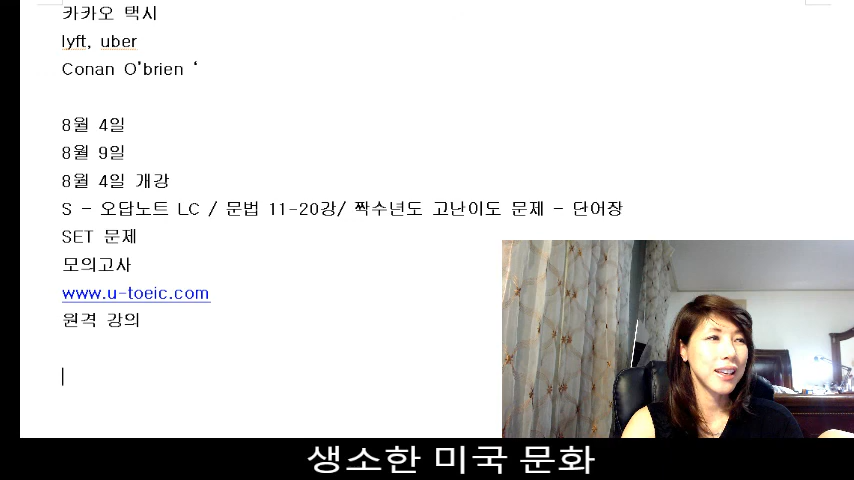 카카오 택시
lyft, uber
Conan O'brien ‘
8월 4일
8월 9일
8월 4일 개강
S - 오답노트 LC / 문법 11-20강/ 짝수년도 고난이도 문제 - 단어장
SET 문제
모의고사
www.u-toeic.com
원격 강의
생소한 미국 문화